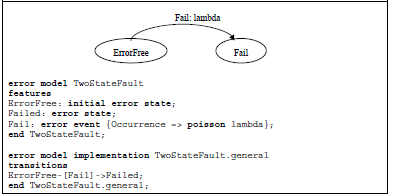 Fail: lambda
ErrorFree
Fail
error model TwoStateFault
features
ErrorFree: initial error state;
Failed: error state;
Fail: error event {Occurrence => poisson lambda};
end TwoStateFault;
error model implementation TwoStateFault.general
transitions
ErrorFree-[Fail]->Failed;
end TwoStateFault.general;